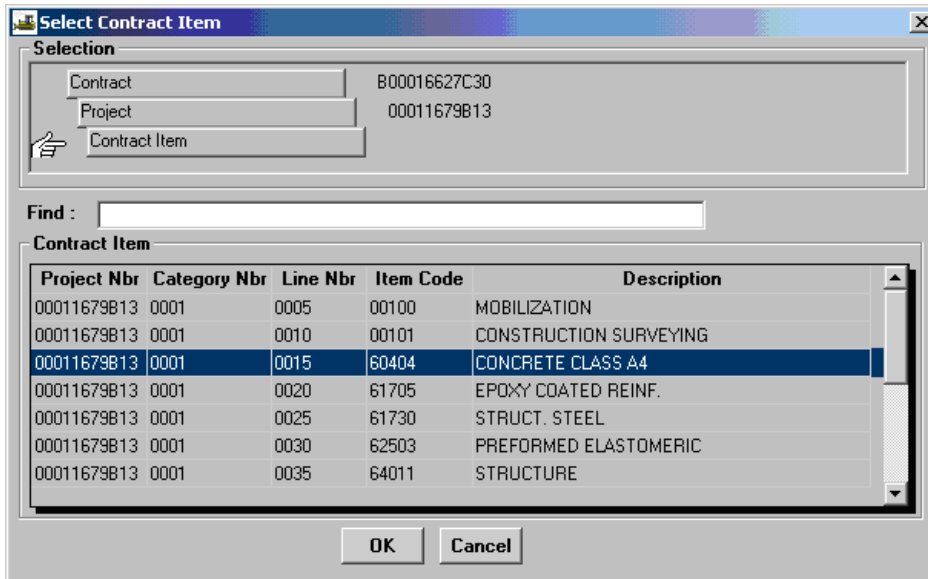 Select Contract Item
Selection
Contract B00016627C30
Project 00011679B13
Contract Item
Find :
Contract Item
Project Nbr Category Nbr Line Nbr Item Code Description
00011679B13 0001 0005 00100 MOBILIZATION
00011679B13 0001 0010 00101 CONSTRUCTION SURVEYING
00011679B13 0001 0015 60404 CONCRETE CLASS A4
00011679B13 0001 0020 61705 EPOXY COATED REINF.
00011679B13 0001 0025 61730 STRUCT. STEEL
00011679B13 0001 0030 62503 PREFORMED ELASTOMERIC
00011679B13 0001 0035 64011 STRUCTURE
OK Cancel